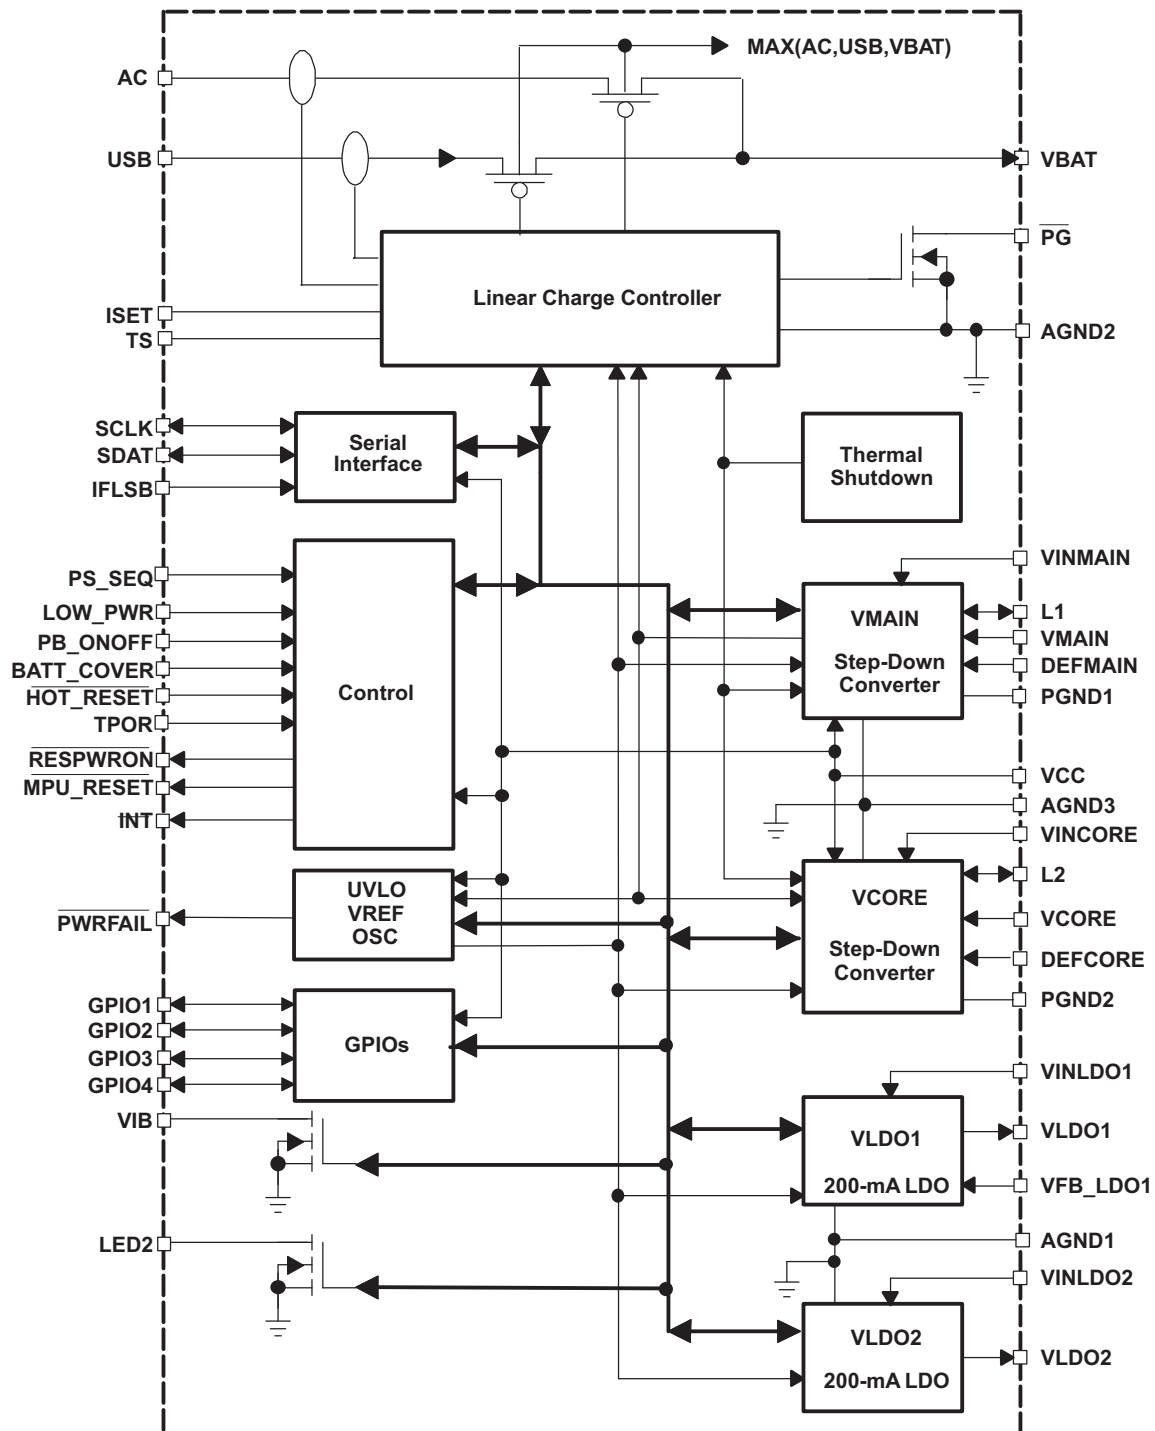 MAX(AC,USB,VBAT)
AC
USB
VBAT
PG
Linear Charge Controller
ISET
TS
AGND2
SCLK
SDAT
IFLSB
Serial
Interface
Thermal
Shutdown
VINMAIN
PS_SEQ
LOW_PWR
PB_ONOFF
BATT_COVER
HOT_RESET
TPOR
RESPWRON
MPU_RESET
INT
Control
VMAIN
Step-Down
Converter
L1
VMAIN
DEFMAIN
PGND1
VCC
AGND3
VINCORE
PWRFAIL
UVLO
VREF
OSC
VCORE
Step-Down
Converter
L2
VCORE
DEFCORE
PGND2
GPIO1
GPIO2
GPIO3
GPIO4
GPIOs
VIB
VINLDO1
VLDO1
200-mA LDO
VLDO1
VFB_LDO1
LED2
AGND1
VINLDO2
VLDO2
200-mA LDO
VLDO2